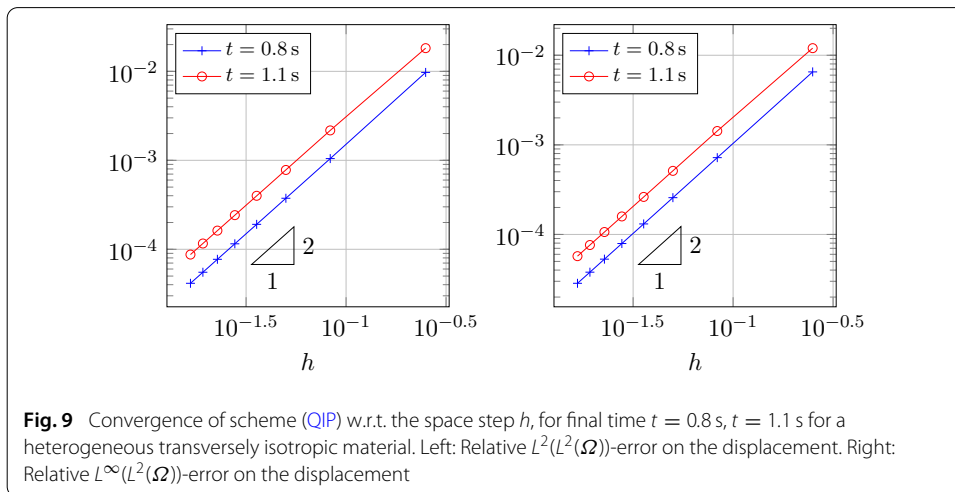 t = 0.8 s
t = 1.1 s
10⁻²
10⁻³
10⁻⁴
2
1
10⁻¹·⁵
10⁻¹
10⁻⁰·⁵
h
t = 0.8 s
t = 1.1 s
10⁻²
10⁻³
10⁻⁴
2
1
10⁻¹·⁵
10⁻¹
10⁻⁰·⁵
h
Fig. 9 Convergence of scheme (QIP) w.r.t. the space step h, for final time t = 0.8 s, t = 1.1 s for a
heterogeneous transversely isotropic material. Left: Relative L²(L²(Ω))-error on the displacement. Right:
Relative L∞(L²(Ω))-error on the displacement